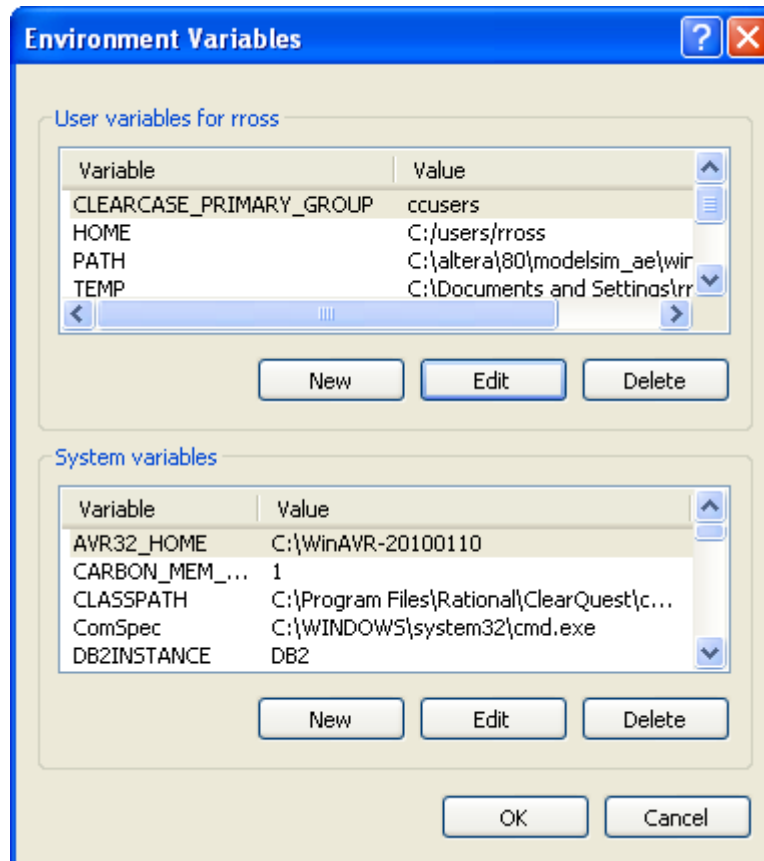 Environment Variables
User variables for rross
Variable Value
CLEARCASE_PRIMARY_GROUP ccusers
HOME C:/users/rross
PATH C:\altera\80\modelsim_ae\wir
TEMP C:\Documents and Settings\rr
New Edit Delete
System variables
Variable Value
AVR32_HOME C:\WinAVR-20100110
CARBON_MEM_... 1
CLASSPATH C:\Program Files\Rational\ClearQuest\c...
ComSpec C:\WINDOWS\system32\cmd.exe
DB2INSTANCE DB2
New Edit Delete
OK Cancel